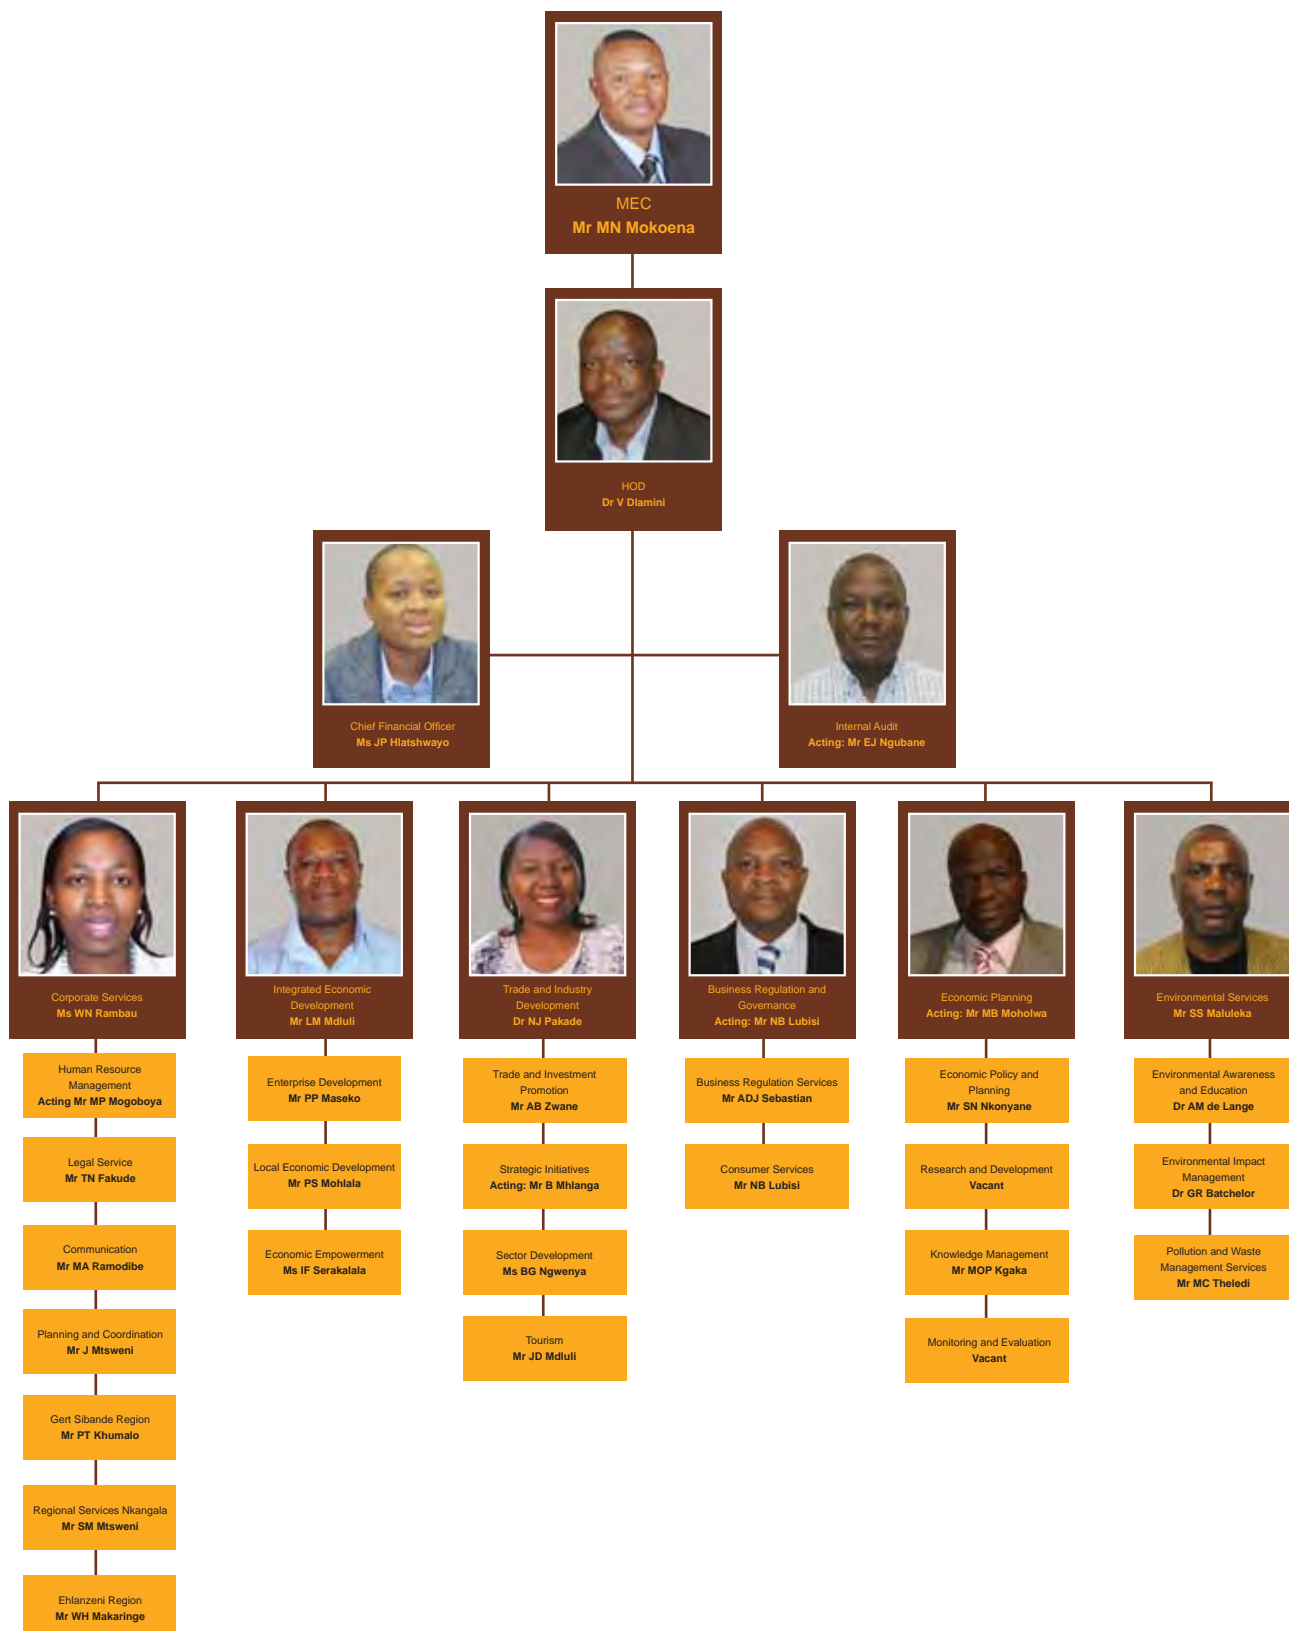 MEC
Mr MN Mokoena
HOD
Dr V Dlamini
Chief Financial Officer
Ms JP Hlatshwayo
Internal Audit
Acting: Mr EJ Ngubane
Corporate Services
Ms WN Rambau
Integrated Economic
Development
Mr LM Mdluli
Trade and Industry
Development
Dr NJ Pakade
Business Regulation and
Governance
Acting: Mr NB Lubisi
Economic Planning
Acting: Mr MB Moholwa
Environmental Services
Mr SS Maluleka
Human Resource
Management
Acting Mr MP Mogoboya
Legal Service
Mr TN Fakude
Communication
Mr MA Ramodibe
Planning and Coordination
Mr J Mtsweni
Gert Sibande Region
Mr PT Khumalo
Regional Services Nkangala
Mr SM Mtsweni
Ehlanzeni Region
Mr WH Makaringe
Enterprise Development
Mr PP Maseko
Local Economic Development
Mr PS Mohlala
Economic Empowerment
Ms IF Serakalala
Trade and Investment
Promotion
Mr AB Zwane
Strategic Initiatives
Acting: Mr B Mhlanga
Sector Development
Ms BG Ngwenya
Tourism
Mr JD Mdluli
Business Regulation Services
Mr ADJ Sebastian
Consumer Services
Mr NB Lubisi
Economic Policy and
Planning
Mr SN Nkonyane
Research and Development
Vacant
Knowledge Management
Mr MOP Kgaka
Monitoring and Evaluation
Vacant
Environmental Awareness
and Education
Dr AM de Lange
Environmental Impact
Management
Dr GR Batchelor
Pollution and Waste
Management Services
Mr MC Theledi